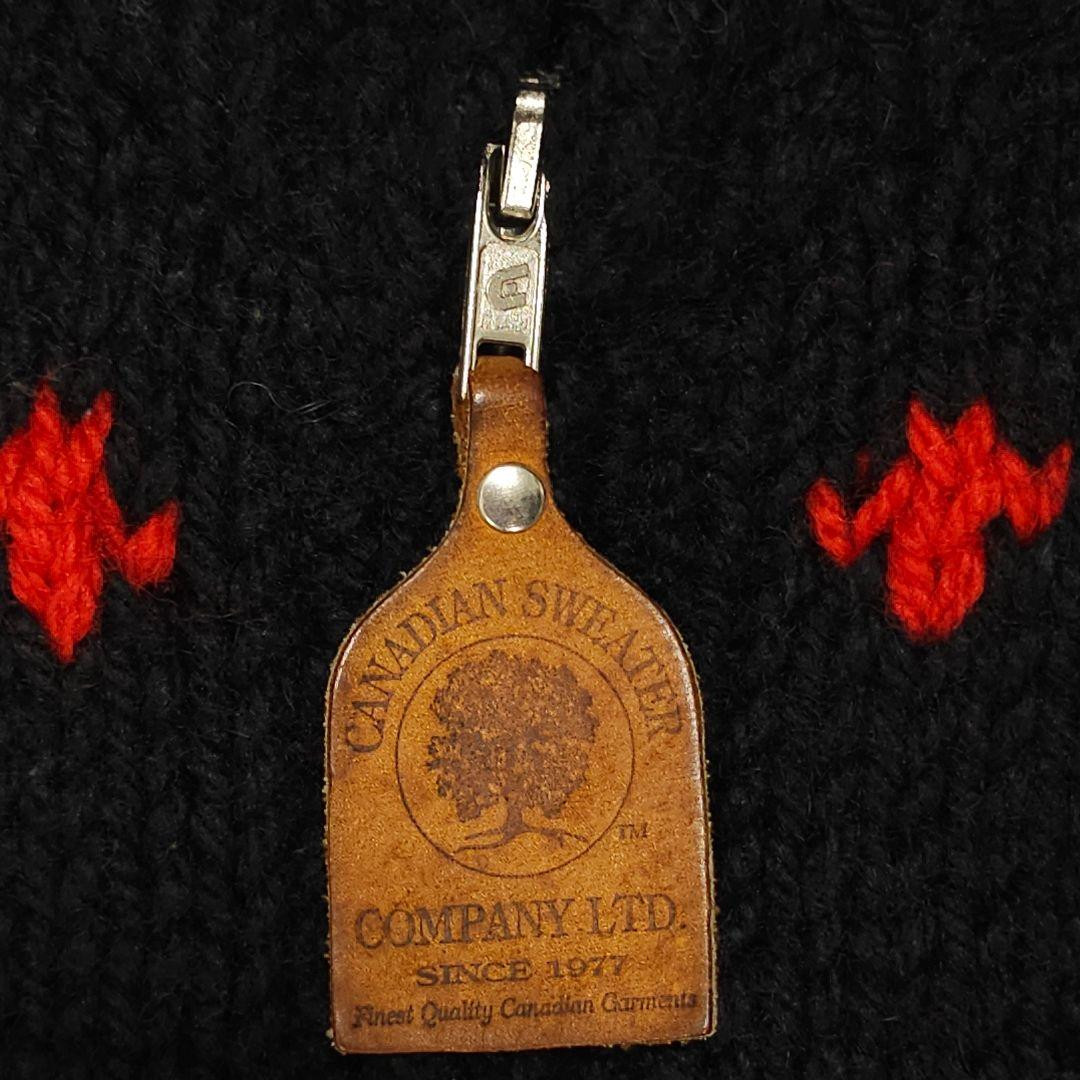 CANADIAN SWEATER
TM
COMPANY LTD.
SINCE 1977
Finest Quality Canadian Garments